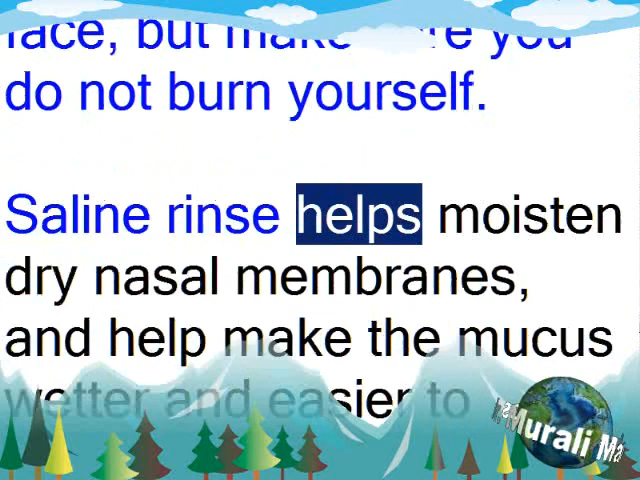 face, but make sure you
do not burn yourself.
Saline rinse helps moisten
dry nasal membranes,
and help make the mucus
wetter and easier to
Murali